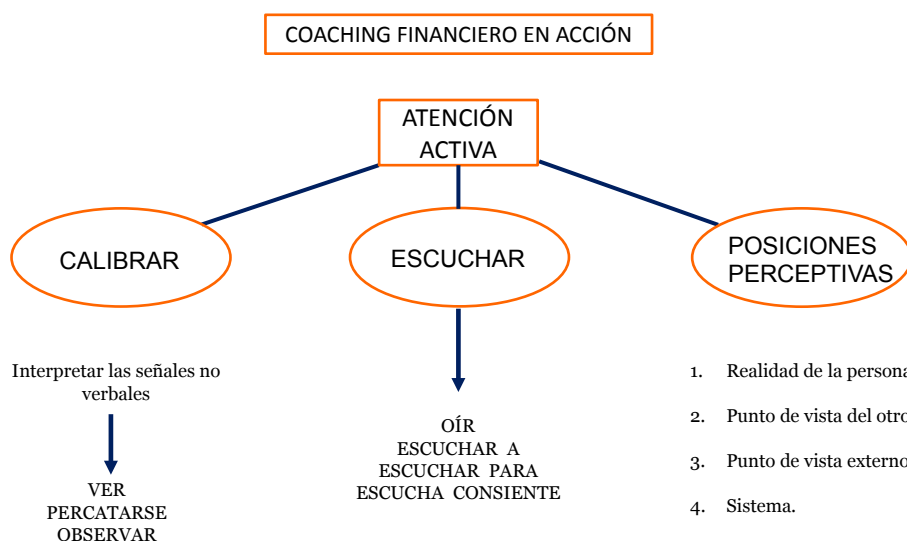 COACHING FINANCIERO EN ACCIÓN
ATENCIÓN
ACTIVA
CALIBRAR
ESCUCHAR
POSICIONES
PERCEPTIVAS
Interpretar las señales no
verbales
VER
PERCATARSE
OBSERVAR
OÍR
ESCUCHAR A
ESCUCHAR PARA
ESCUCHA CONSIENTE
1. Realidad de la persona
2. Punto de vista del otro
3. Punto de vista externo
4. Sistema.